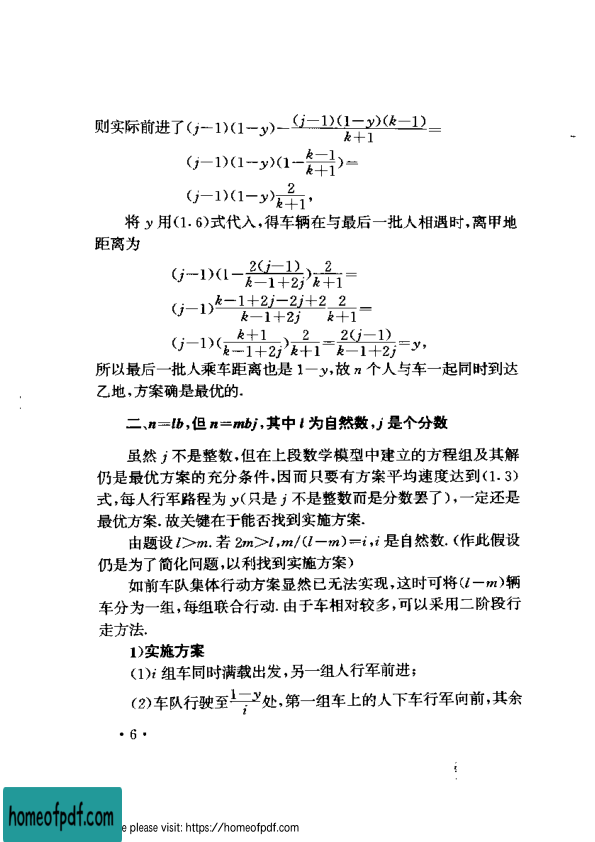 则实际前进了(j−1)(1−y)−\frac{(j−1)(1−y)(k−1)}{k+1}=
(j−1)(1−y)(1−\frac{k−1}{k+1})=
(j−1)(1−y)\frac{2}{k+1},
将 y 用(1.6)式代入,得车辆在与最后一批人相遇时,离甲地
距离为
(j−1)(1−\frac{2(j−1)}{k−1+2j})\frac{2}{k+1}=
(j−1)\frac{k−1+2j−2j+2}{k−1+2j}\frac{2}{k+1}=
(j−1)(\frac{k+1}{k−1+2j})\frac{2}{k+1}=\frac{2(j−1)}{k−1+2j}=y,
所以最后一批人乘车距离也是 1−y,故 n 个人与车一起同时到达
乙地,方案确是最优的.
二、n=lb,但 n=mbj,其中 l 为自然数,j 是个分数
虽然 j 不是整数,但在上段数学模型中建立的方程组及其解
仍是最优方案的充分条件,因而只要有方案平均速度达到(1.3)
式,每人行军路程为 y(只是 j 不是整数而是分数罢了),一定还是
最优方案.故关键在于能否找到实施方案.
由题设 l>m.若 2m>l,m/(l−m)=i,i 是自然数.(作此假设
仍是为了简化问题,以利找到实施方案)
如前车队集体行动方案显然已无法实现,这时可将(l−m)辆
车分为一组,每组联合行动.由于车相对较多,可以采用二阶段行
走方法.
1)实施方案
(1)i 组车同时满载出发,另一组人行军前进;
(2)车队行驶至\frac{1−y}{i}处,第一组车上的人下车行军向前,其余
·6·
homeofpdf.com
e please visit: https://homeofpdf.com